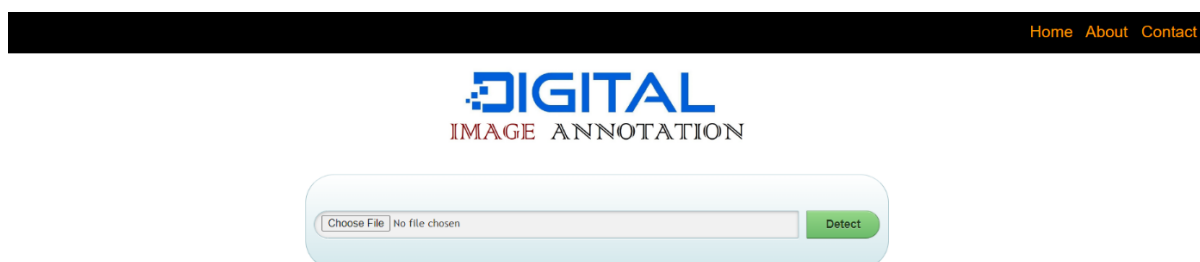 Home About Contact
DIGITAL
IMAGE ANNOTATION
Choose File No file chosen Detect